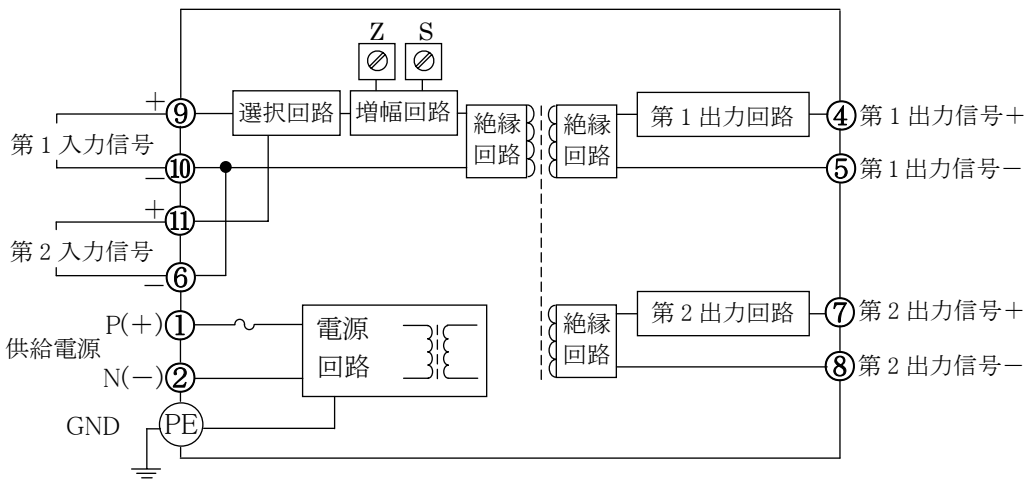 Z S
+ ⑨ 選択回路 増幅回路 絶縁回路 絶縁回路 第1出力回路 ④ 第1出力信号+
第1入力信号
− ⑩ ⑤ 第1出力信号−
+ ⑪
第2入力信号
− ⑥
P(+) ① 電源回路 絶縁回路 第2出力回路 ⑦ 第2出力信号+
供給電源
N(−) ② ⑧ 第2出力信号−
GND PE